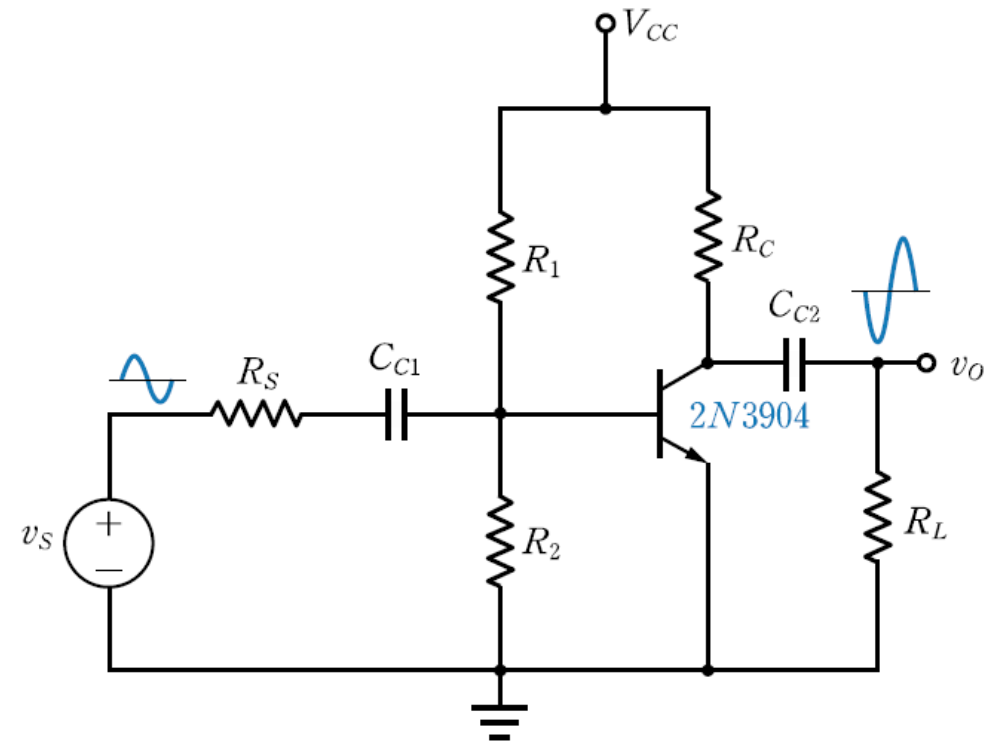 V_CC
R_1
R_C
C_C2
C_C1
R_S
v_O
2N3904
+
v_S
−
R_2
R_L